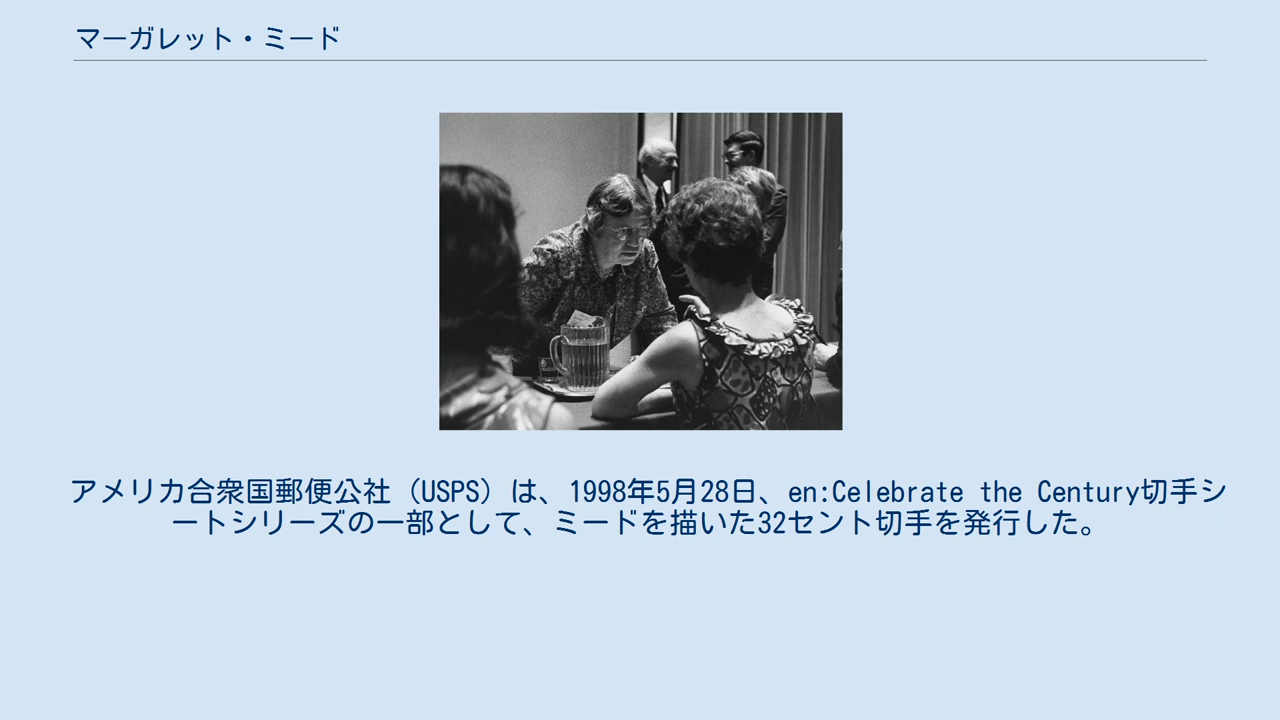 マーガレット・ミード
アメリカ合衆国郵便公社（USPS）は、1998年5月28日、en:Celebrate the Century切手シ
ートシリーズの一部として、ミードを描いた32セント切手を発行した。